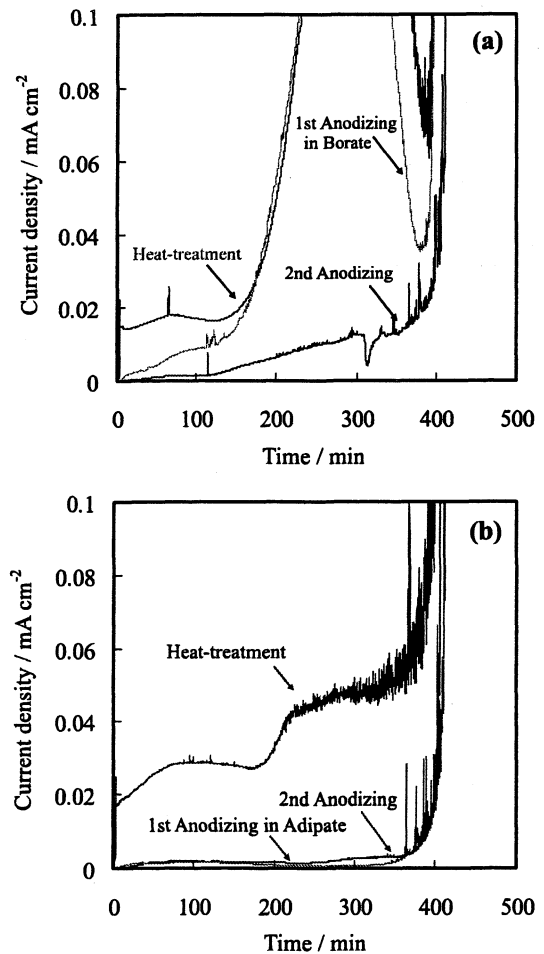 (a)
0.1
0.08
0.06
0.04
0.02
0
Current density / mA cm⁻²
1st Anodizing
in Borate
Heat-treatment
2nd Anodizing
0 100 200 300 400 500
Time / min
(b)
0.1
0.08
0.06
0.04
0.02
0
Current density / mA cm⁻²
Heat-treatment
2nd Anodizing
1st Anodizing in Adipate
0 100 200 300 400 500
Time / min